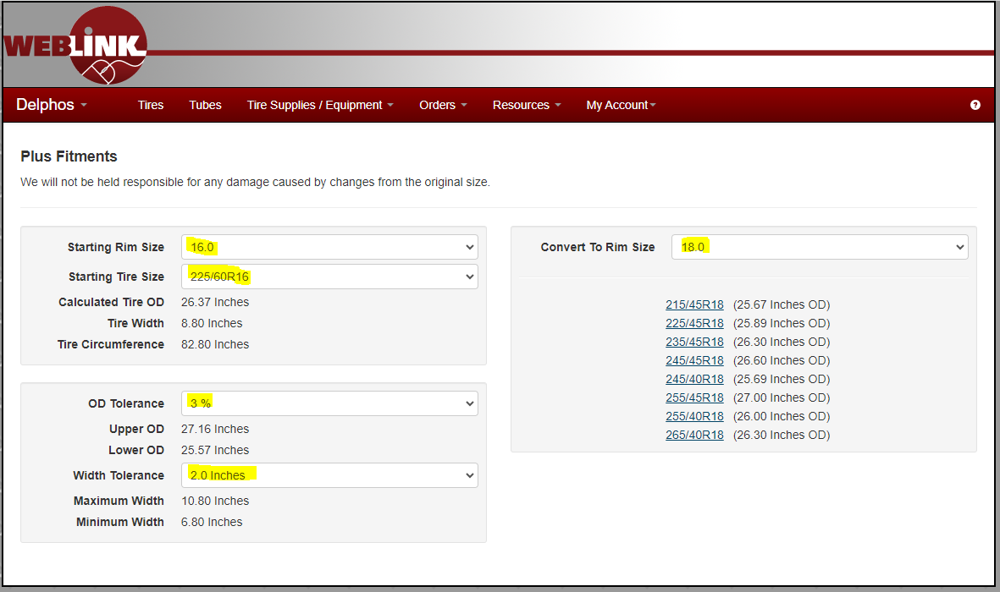 WEBLiNK
Delphos Tires Tubes Tire Supplies / Equipment Orders Resources My Account ?
Plus Fitments
We will not be held responsible for any damage caused by changes from the original size.
Starting Rim Size 16.0
Starting Tire Size 225/60R16
Calculated Tire OD 26.37 Inches
Tire Width 8.80 Inches
Tire Circumference 82.80 Inches
OD Tolerance 3 %
Upper OD 27.16 Inches
Lower OD 25.57 Inches
Width Tolerance 2.0 Inches
Maximum Width 10.80 Inches
Minimum Width 6.80 Inches
Convert To Rim Size 18.0
215/45R18 (25.67 Inches OD)
225/45R18 (25.89 Inches OD)
235/45R18 (26.30 Inches OD)
245/45R18 (26.60 Inches OD)
245/40R18 (25.69 Inches OD)
255/45R18 (27.00 Inches OD)
255/40R18 (26.00 Inches OD)
265/40R18 (26.30 Inches OD)